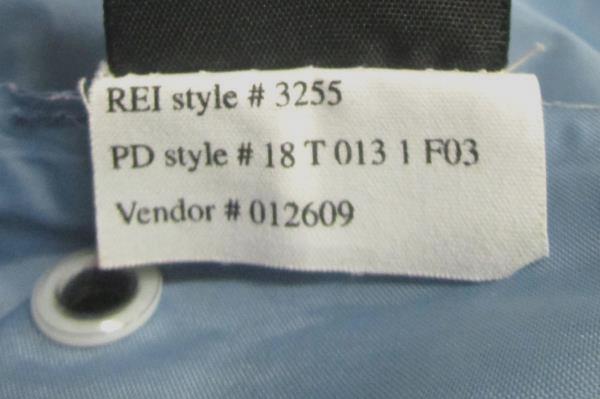 REI style # 3255
PD style # 18 T 013 1 F03
Vendor # 012609